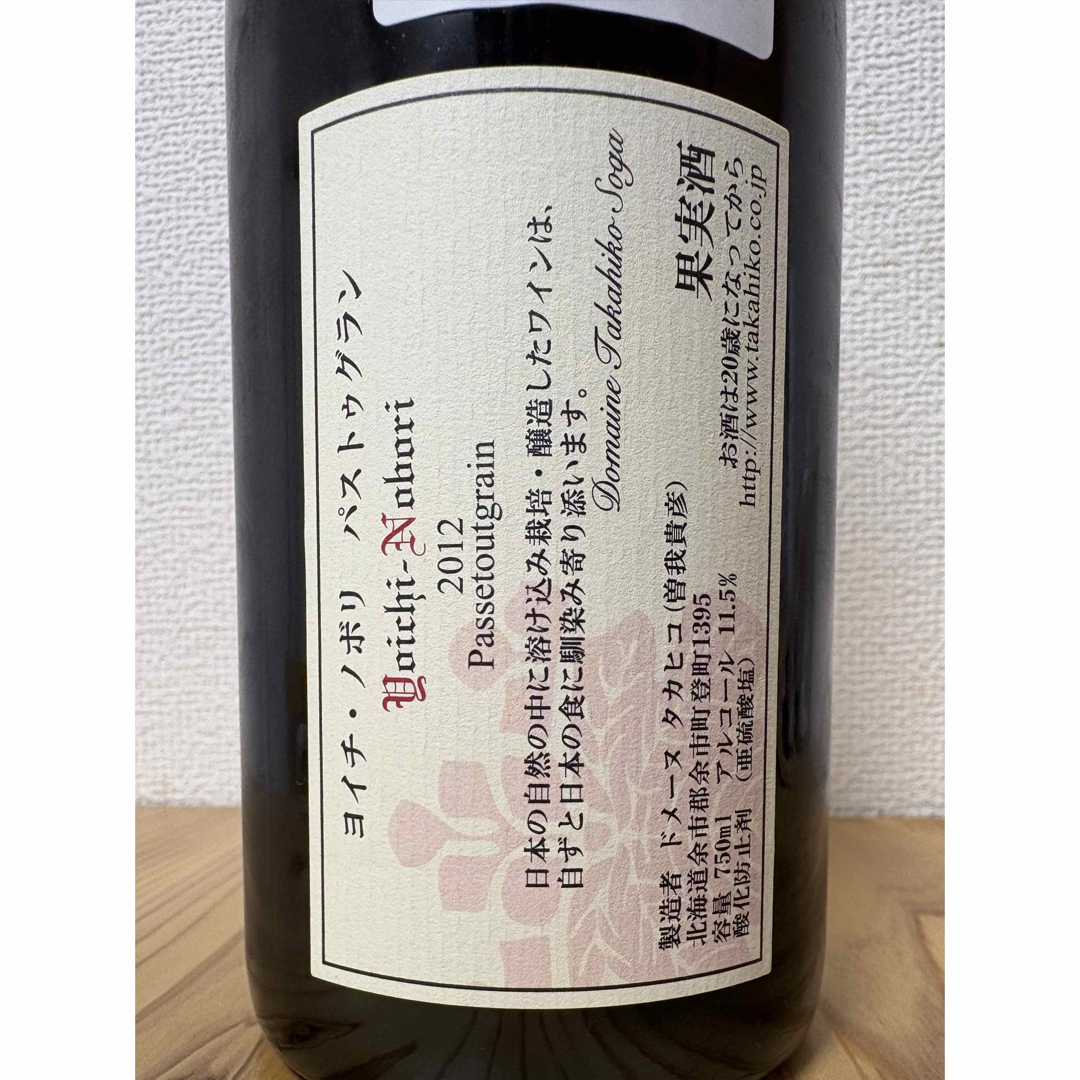 ヨイチ・ノボリ パストゥグラン
Yoichi-Nobori
2012
Passetoutgrain
日本の自然の中に溶け込み栽培・醸造したワインは、
自ずと日本の食に馴染み寄り添います。
Domaine Takahiko Soga
果実酒
製造者 ドメーヌ タカヒコ(曽我貴彦)
北海道余市郡余市町登町1395
容量 750ml アルコール 11.5%
酸化防止剤(亜硫酸塩)
お酒は20歳になってから
http://www.takahiko.co.jp